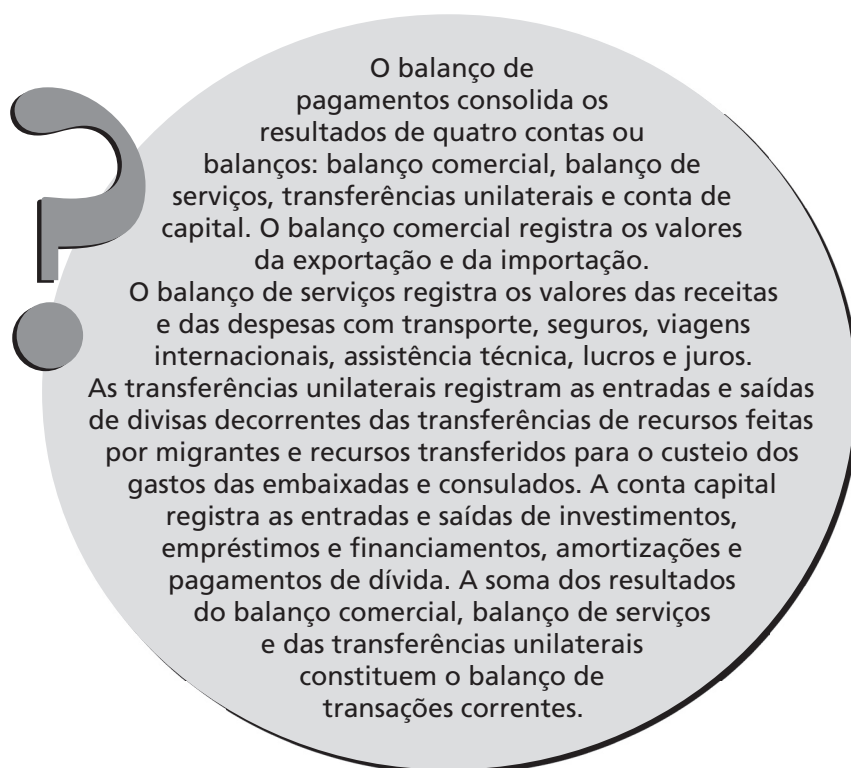 O balanço de
pagamentos consolida os
resultados de quatro contas ou
balanços: balanço comercial, balanço de
serviços, transferências unilaterais e conta de
capital. O balanço comercial registra os valores
da exportação e da importação.
O balanço de serviços registra os valores das receitas
e das despesas com transporte, seguros, viagens
internacionais, assistência técnica, lucros e juros.
As transferências unilaterais registram as entradas e saídas
de divisas decorrentes das transferências de recursos feitas
por migrantes e recursos transferidos para o custeio dos
gastos das embaixadas e consulados. A conta capital
registra as entradas e saídas de investimentos,
empréstimos e financiamentos, amortizações e
pagamentos de dívida. A soma dos resultados
do balanço comercial, balanço de serviços
e das transferências unilaterais
constituem o balanço de
transações correntes.
?